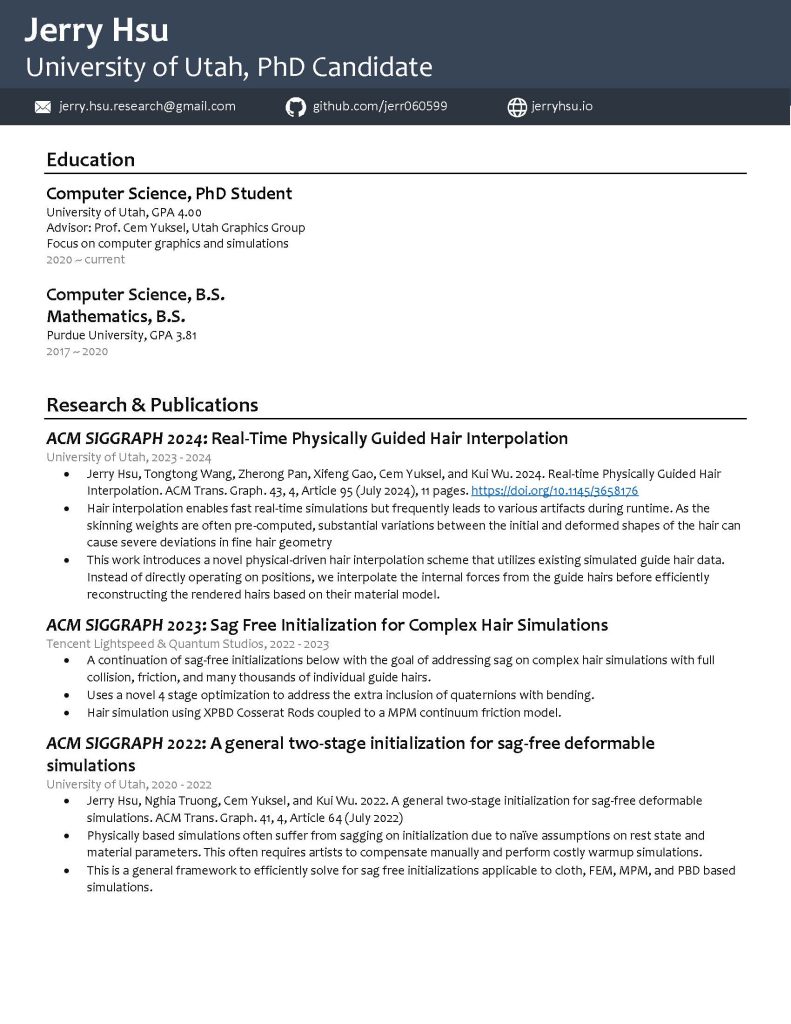 Jerry Hsu
University of Utah, PhD Candidate
jerry.hsu.research@gmail.com github.com/jerr060599 jerryhsu.io
Education
Computer Science, PhD Student
University of Utah, GPA 4.00
Advisor: Prof. Cem Yuksel, Utah Graphics Group
Focus on computer graphics and simulations
2020 ~ current
Computer Science, B.S.
Mathematics, B.S.
Purdue University, GPA 3.81
2017 ~ 2020
Research & Publications
ACM SIGGRAPH 2024: Real-Time Physically Guided Hair Interpolation
University of Utah, 2023 - 2024
• Jerry Hsu, Tongtong Wang, Zherong Pan, Xifeng Gao, Cem Yuksel, and Kui Wu. 2024. Real-time Physically Guided Hair
Interpolation. ACM Trans. Graph. 43, 4, Article 95 (July 2024), 11 pages. https://doi.org/10.1145/3658176
• Hair interpolation enables fast real-time simulations but frequently leads to various artifacts during runtime. As the
skinning weights are often pre-computed, substantial variations between the initial and deformed shapes of the hair can
cause severe deviations in fine hair geometry
• This work introduces a novel physical-driven hair interpolation scheme that utilizes existing simulated guide hair data.
Instead of directly operating on positions, we interpolate the internal forces from the guide hairs before efficiently
reconstructing the rendered hairs based on their material model.
ACM SIGGRAPH 2023: Sag Free Initialization for Complex Hair Simulations
Tencent Lightspeed & Quantum Studios, 2022 - 2023
• A continuation of sag-free initializations below with the goal of addressing sag on complex hair simulations with full
collision, friction, and many thousands of individual guide hairs.
• Uses a novel 4 stage optimization to address the extra inclusion of quaternions with bending.
• Hair simulation using XPBD Cosserat Rods coupled to a MPM continuum friction model.
ACM SIGGRAPH 2022: A general two-stage initialization for sag-free deformable
simulations
University of Utah, 2020 - 2022
• Jerry Hsu, Nghia Truong, Cem Yuksel, and Kui Wu. 2022. A general two-stage initialization for sag-free deformable
simulations. ACM Trans. Graph. 41, 4, Article 64 (July 2022)
• Physically based simulations often suffer from sagging on initialization due to naïve assumptions on rest state and
material parameters. This often requires artists to compensate manually and perform costly warmup simulations.
• This is a general framework to efficiently solve for sag free initializations applicable to cloth, FEM, MPM, and PBD based
simulations.